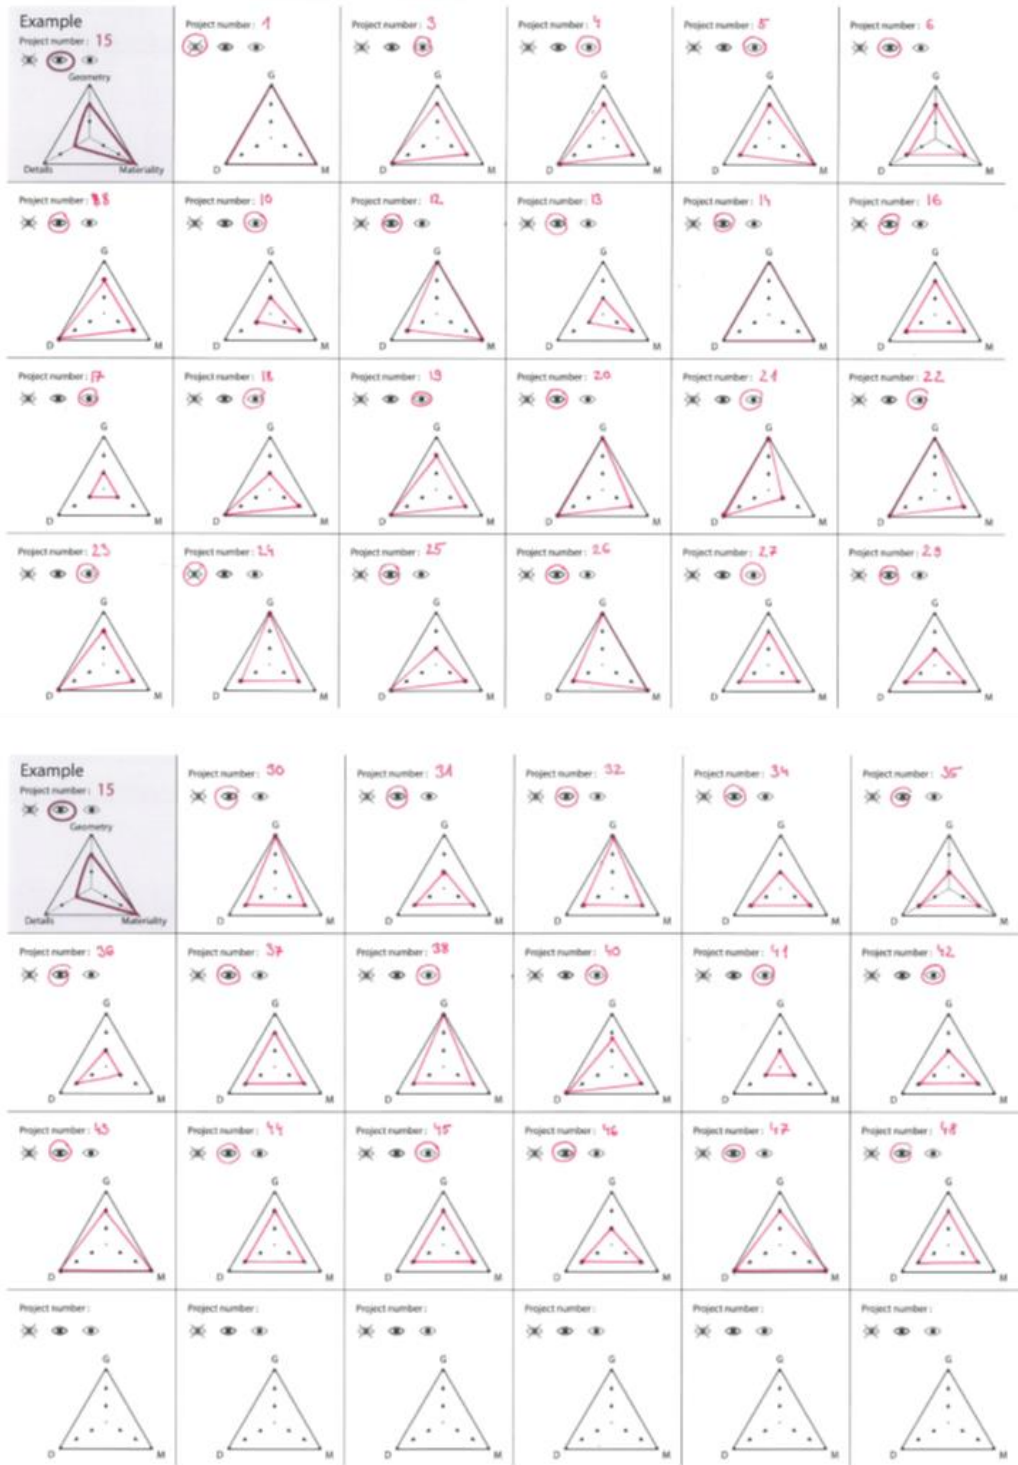 Example
Project number: 15
Geometry
Details
Materiality
Project number: 1
G
D
M
Project number: 3
G
D
M
Project number: 4
G
D
M
Project number: 5
G
D
M
Project number: 6
G
D
M
Project number: 8
G
D
M
Project number: 10
G
D
M
Project number: 12
G
D
M
Project number: 13
G
D
M
Project number: 14
G
D
M
Project number: 16
G
D
M
Project number: 17
G
D
M
Project number: 18
G
D
M
Project number: 19
G
D
M
Project number: 20
G
D
M
Project number: 21
G
D
M
Project number: 22
G
D
M
Project number: 23
G
D
M
Project number: 24
G
D
M
Project number: 25
G
D
M
Project number: 26
G
D
M
Project number: 27
G
D
M
Project number: 29
G
D
M
Example
Project number: 15
Geometry
Details
Materiality
Project number: 30
G
D
M
Project number: 31
G
D
M
Project number: 32
G
D
M
Project number: 34
G
D
M
Project number: 35
G
D
M
Project number: 36
G
D
M
Project number: 37
G
D
M
Project number: 38
G
D
M
Project number: 40
G
D
M
Project number: 41
G
D
M
Project number: 42
G
D
M
Project number: 43
G
D
M
Project number: 44
G
D
M
Project number: 45
G
D
M
Project number: 46
G
D
M
Project number: 47
G
D
M
Project number: 48
G
D
M
Project number:
G
D
M
Project number:
G
D
M
Project number:
G
D
M
Project number:
G
D
M
Project number:
G
D
M
Project number:
G
D
M